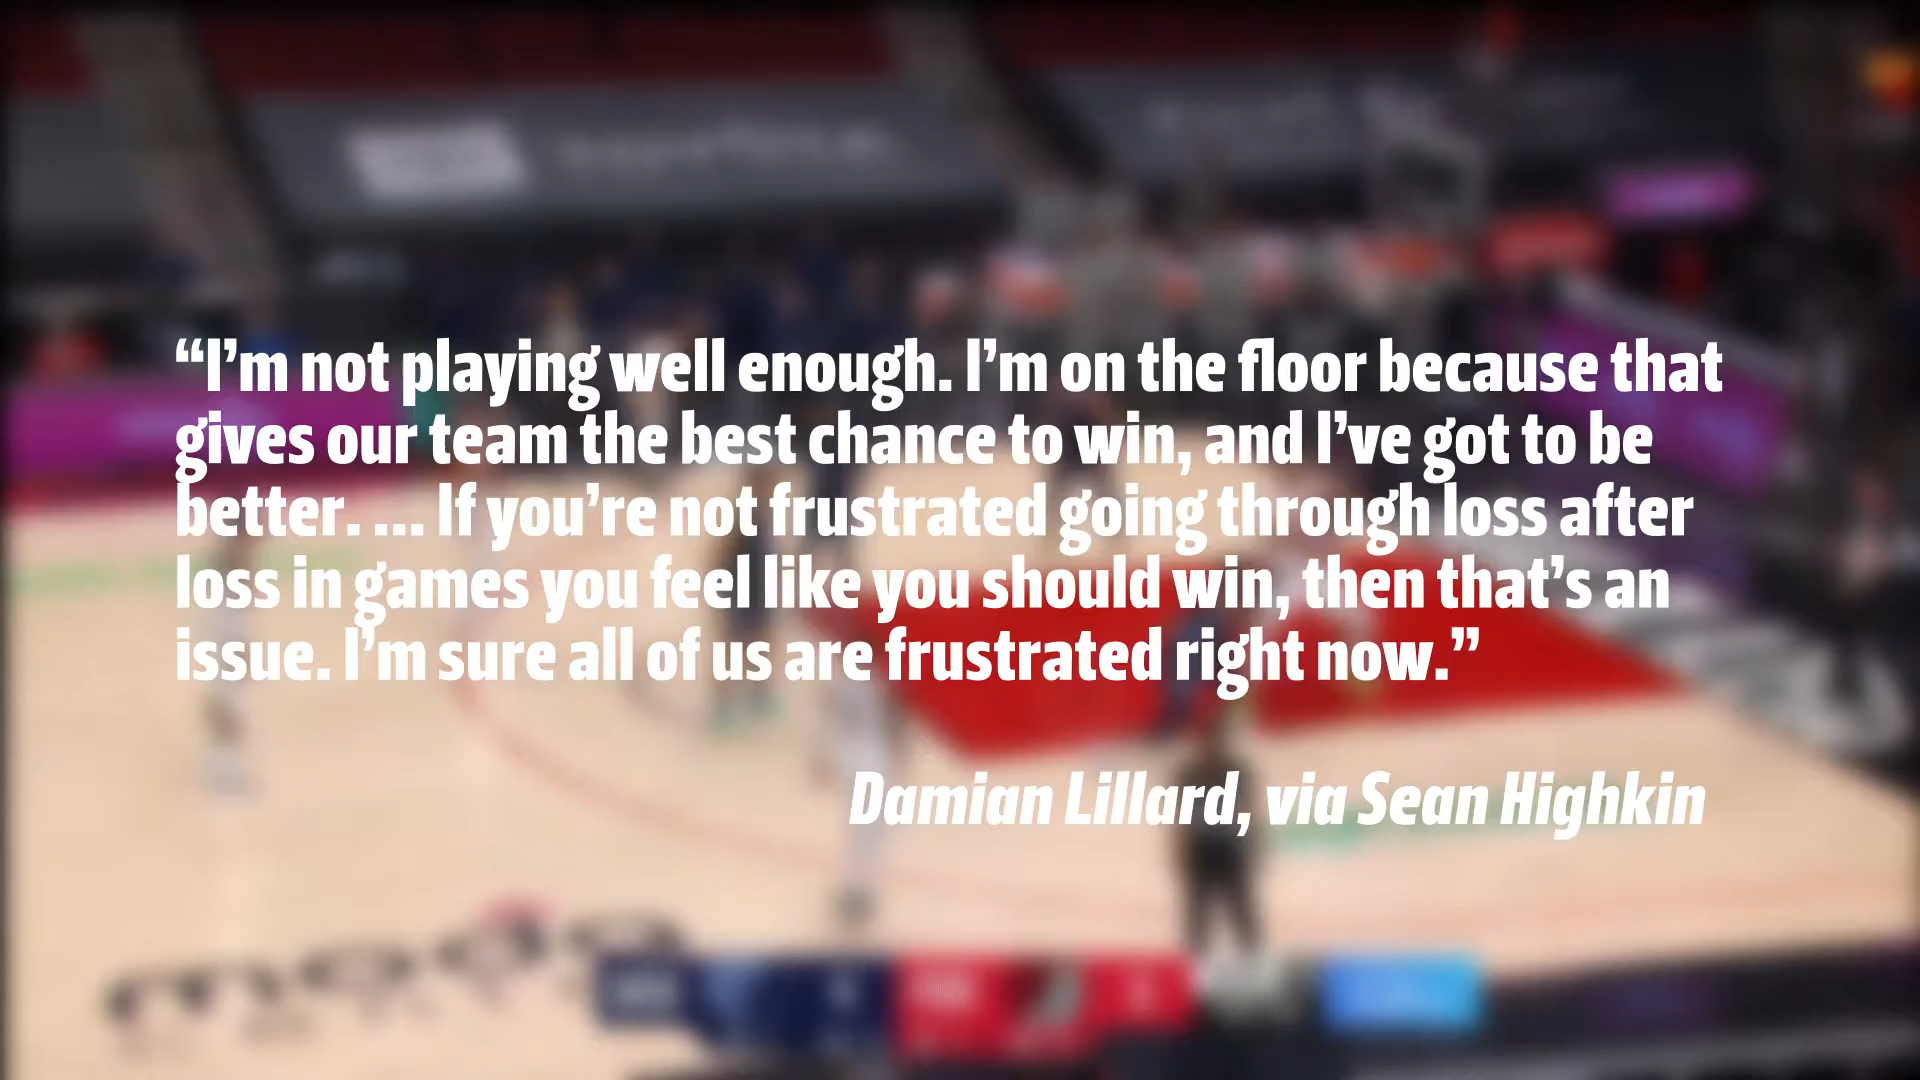 “I’m not playing well enough. I’m on the floor because that
gives our team the best chance to win, and I’ve got to be
better. ... If you’re not frustrated going through loss after
loss in games you feel like you should win, then that’s an
issue. I’m sure all of us are frustrated right now.”
Damian Lillard, via Sean Highkin